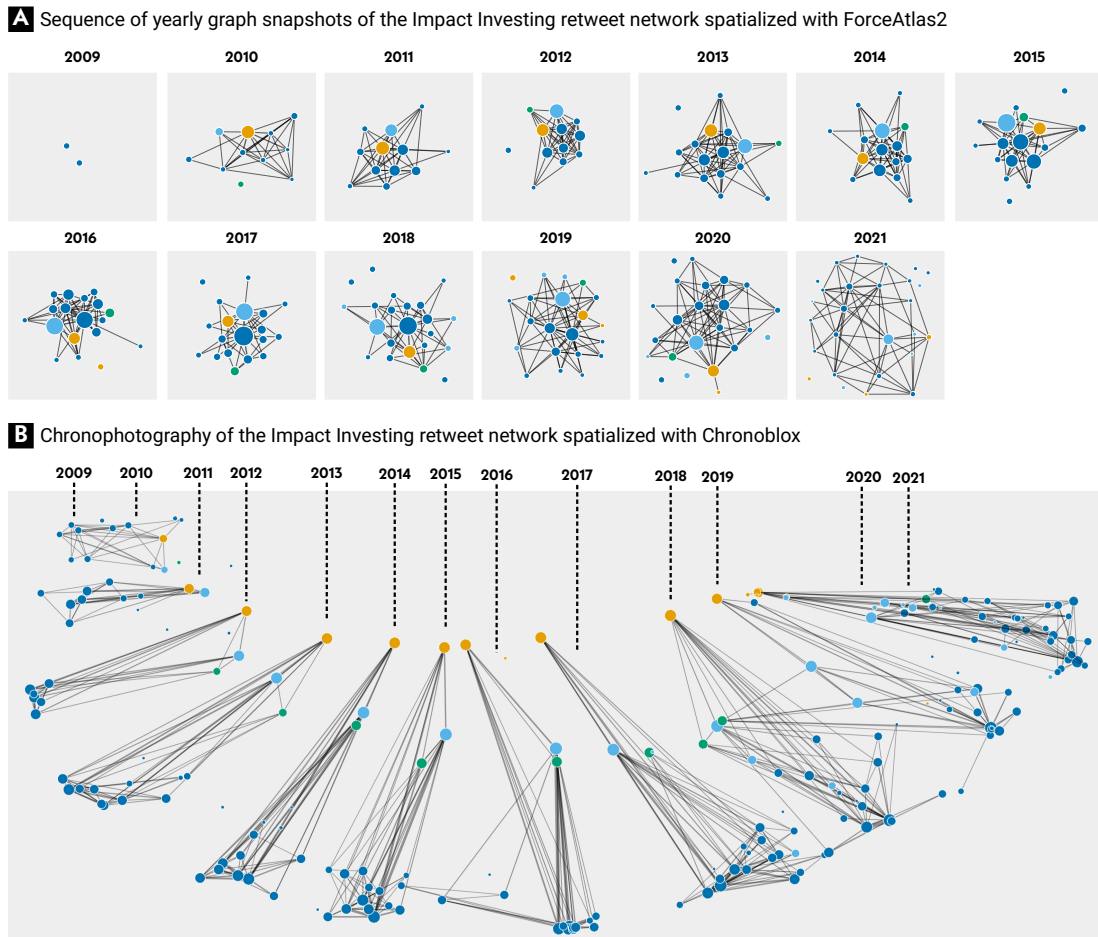 A Sequence of yearly graph snapshots of the Impact Investing retweet network spatialized with ForceAtlas2
2009 2010 2011 2012 2013 2014 2015
2016 2017 2018 2019 2020 2021
B Chronophotography of the Impact Investing retweet network spatialized with Chronoblox
2009 2010 2011 2012 2013 2014 2015 2016 2017 2018 2019 2020 2021